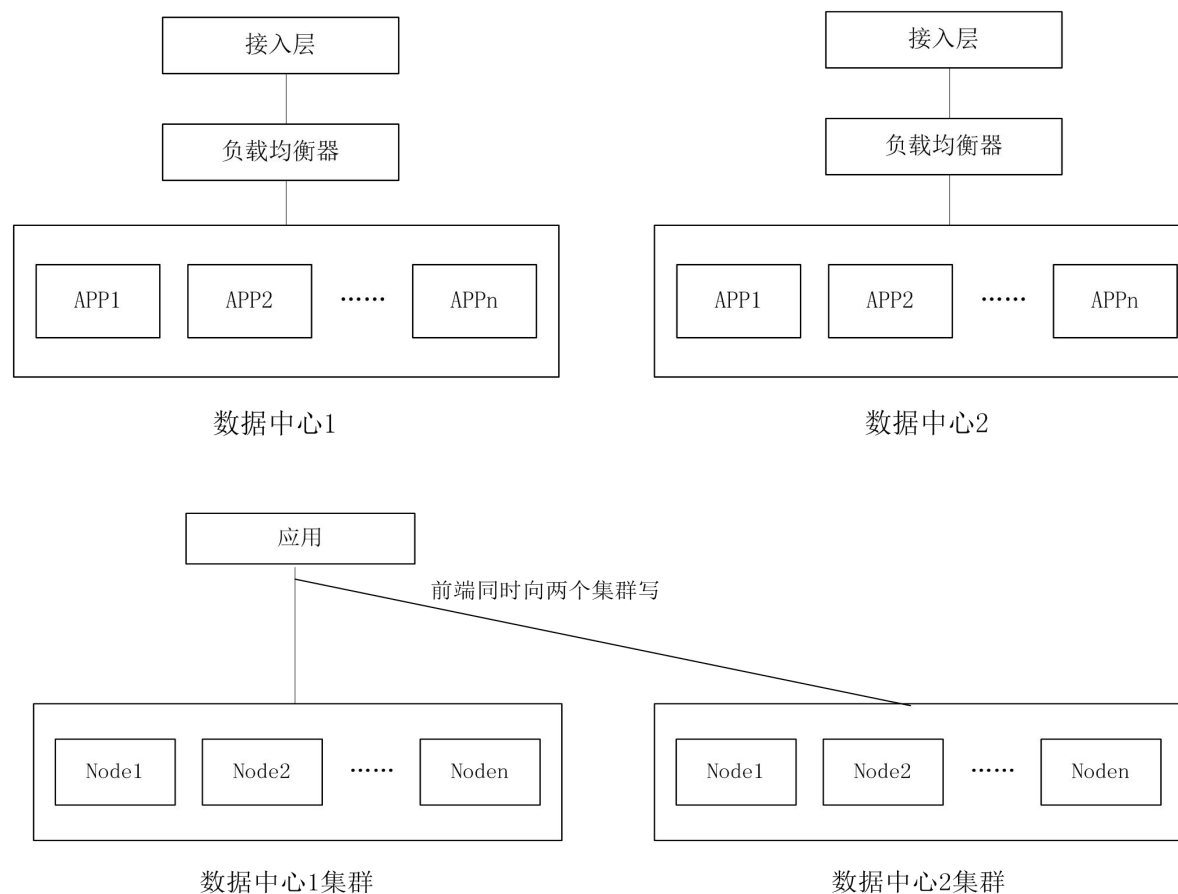 接入层
接入层
负载均衡器
负载均衡器
APP1 APP2 …… APPn
APP1 APP2 …… APPn
数据中心1
数据中心2
应用
前端同时向两个集群写
Node1 Node2 …… Noden
Node1 Node2 …… Noden
数据中心1集群
数据中心2集群